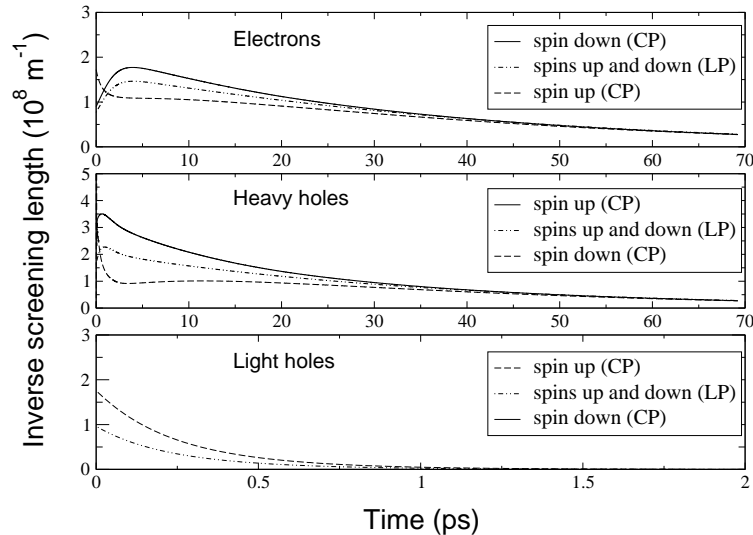 Inverse screening length (10⁸ m⁻¹)
3
2
1
0
Electrons
spin down (CP)
spins up and down (LP)
spin up (CP)
0 10 20 30 40 50 60 70
5
4
3
2
1
0
Heavy holes
spin up (CP)
spins up and down (LP)
spin down (CP)
0 10 20 30 40 50 60 70
3
2
1
0
Light holes
spin up (CP)
spins up and down (LP)
spin down (CP)
0 0.5 1 1.5 2
Time (ps)